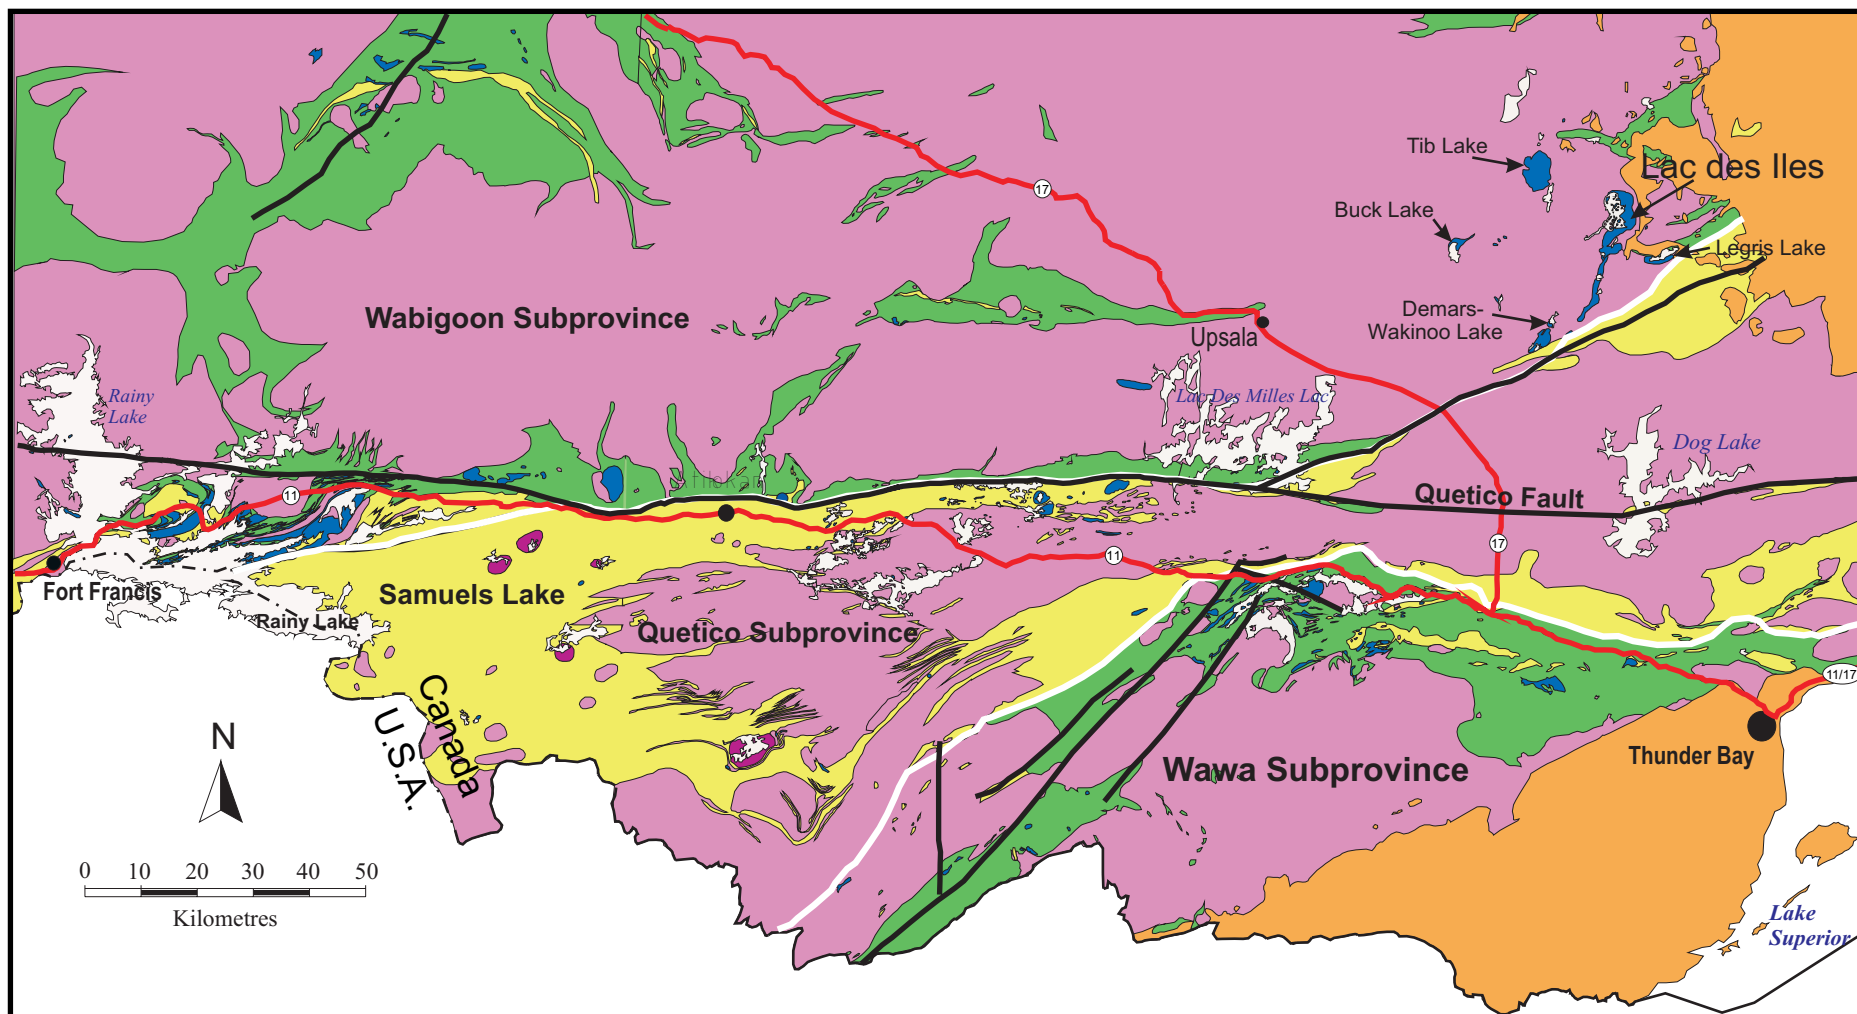 17
Tib Lake
Lac des Iles
Buck Lake
Legris Lake
Wabigoon Subprovince
Demars-
Wakinoo Lake
Upsala
Rainy
Lake
Lac Des Milles Lac
Dog Lake
Atikokan
11
Quetico Fault
17
11
Fort Francis
Samuels Lake
Rainy Lake
Quetico Subprovince
Canada
U.S.A.
11/17
N
Thunder Bay
Wawa Subprovince
0 10 20 30 40 50
Kilometres
Lake
Superior